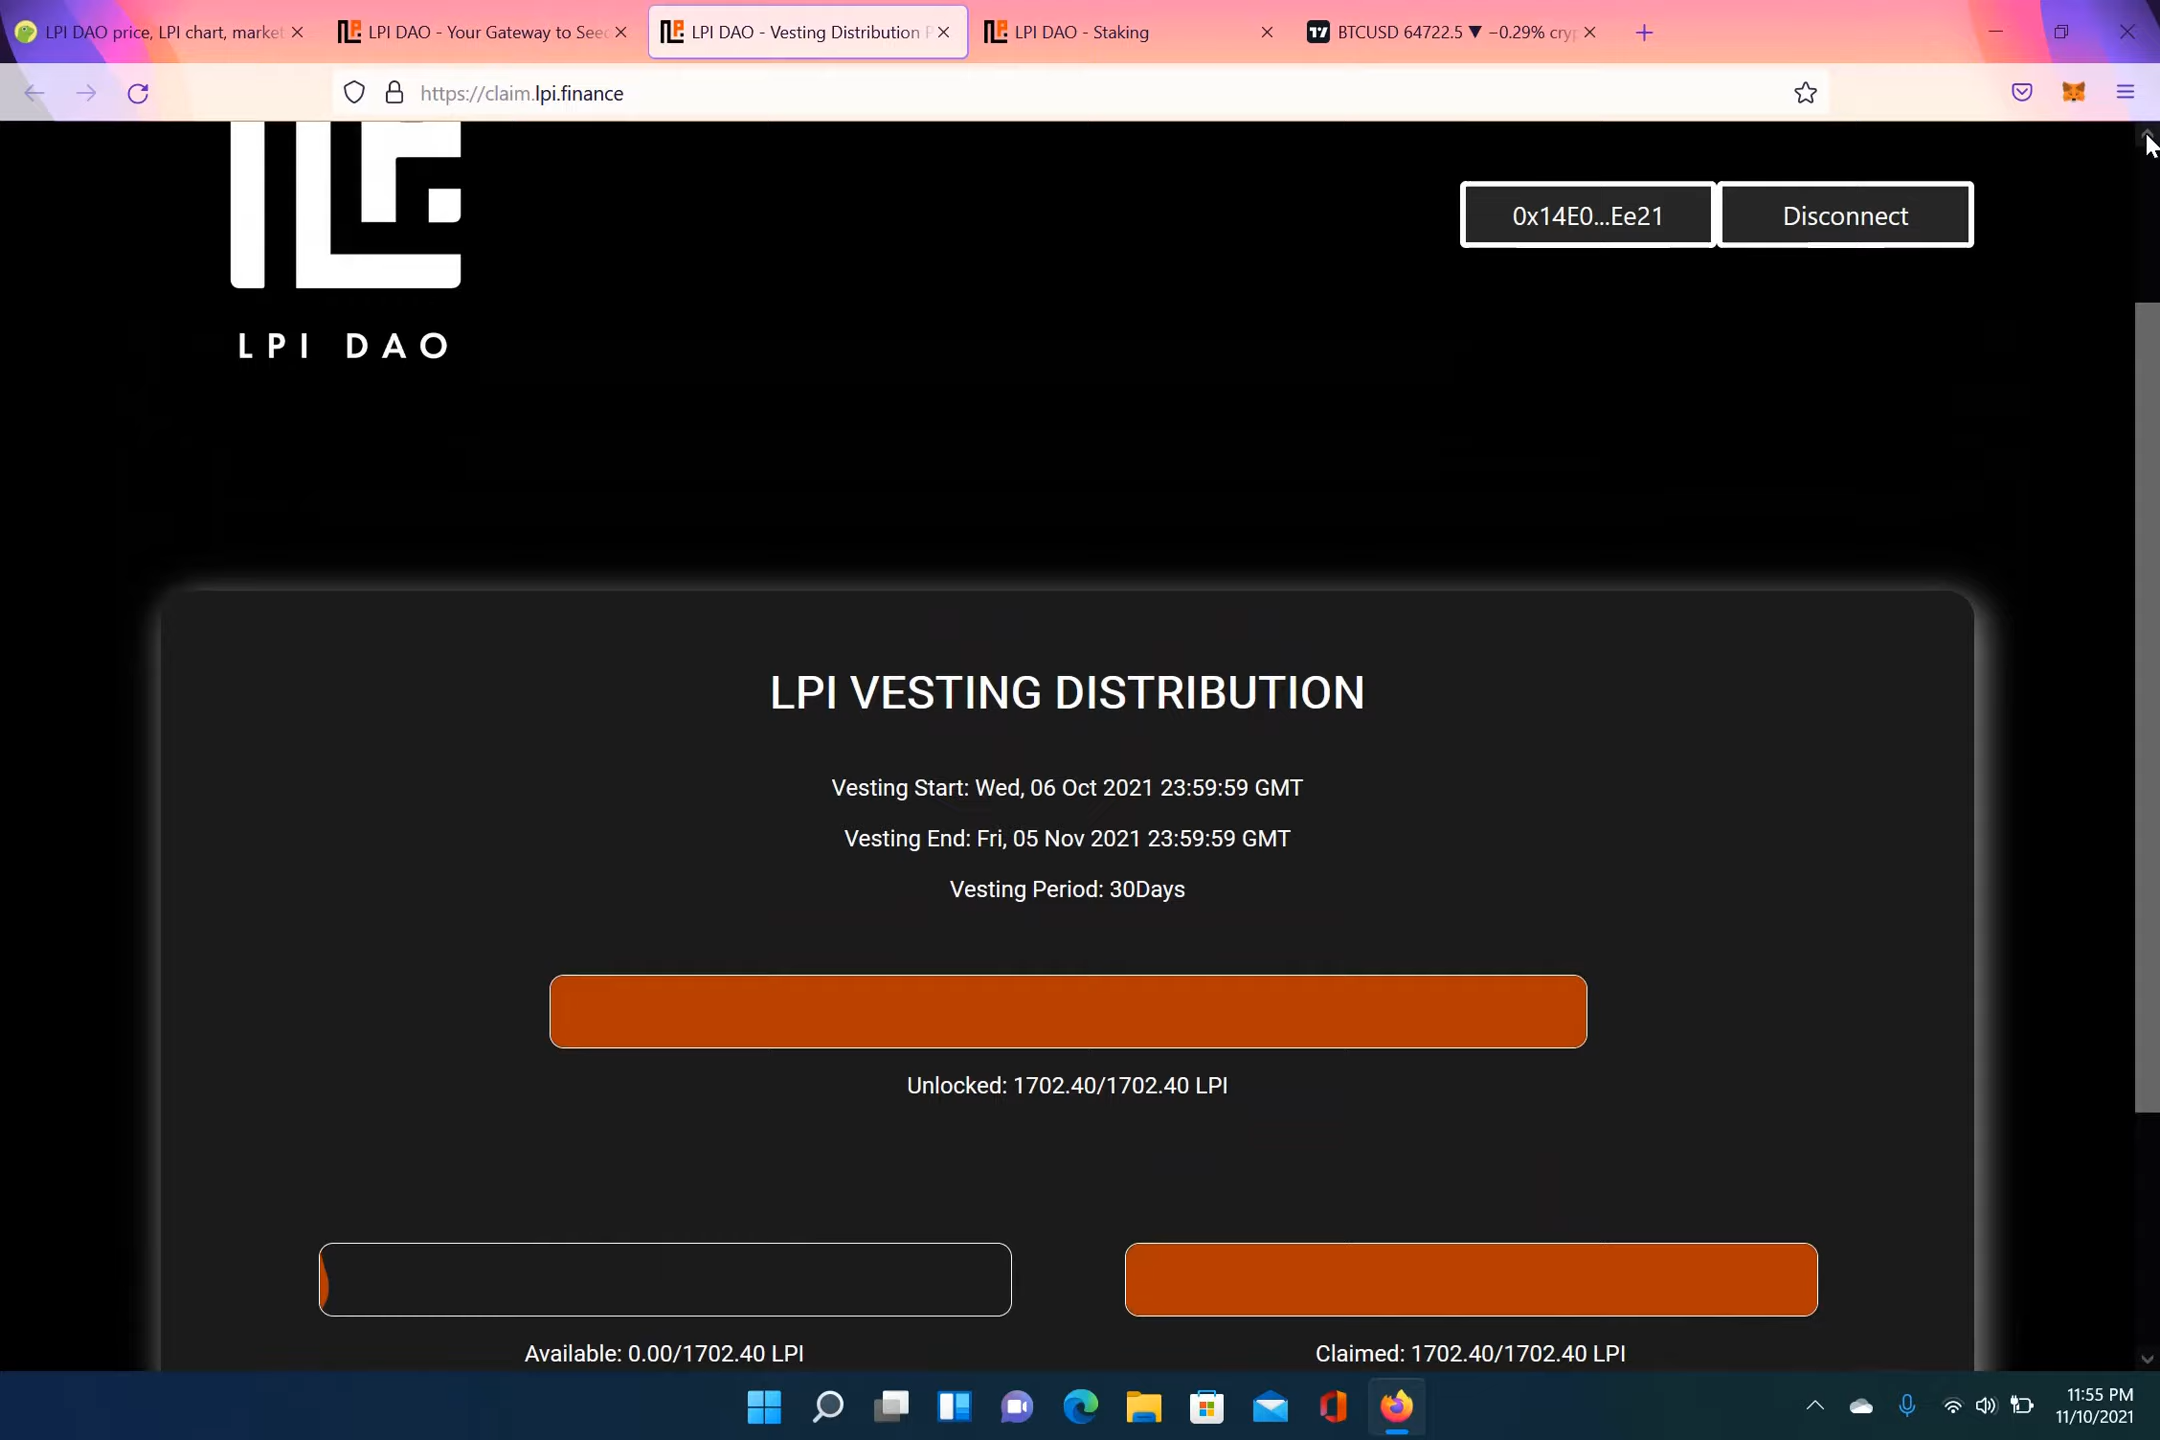 LPI DAO price, LPI chart, market
LPI DAO - Your Gateway to Seed
LPI DAO - Vesting Distribution P
LPI DAO - Staking
BTCUSD 64722.5 ▼ −0.29% cryp
https://claim.lpi.finance
LPI DAO
0x14E0...Ee21
Disconnect
LPI VESTING DISTRIBUTION
Vesting Start: Wed, 06 Oct 2021 23:59:59 GMT
Vesting End: Fri, 05 Nov 2021 23:59:59 GMT
Vesting Period: 30Days
Unlocked: 1702.40/1702.40 LPI
Available: 0.00/1702.40 LPI
Claimed: 1702.40/1702.40 LPI
11:55 PM
11/10/2021